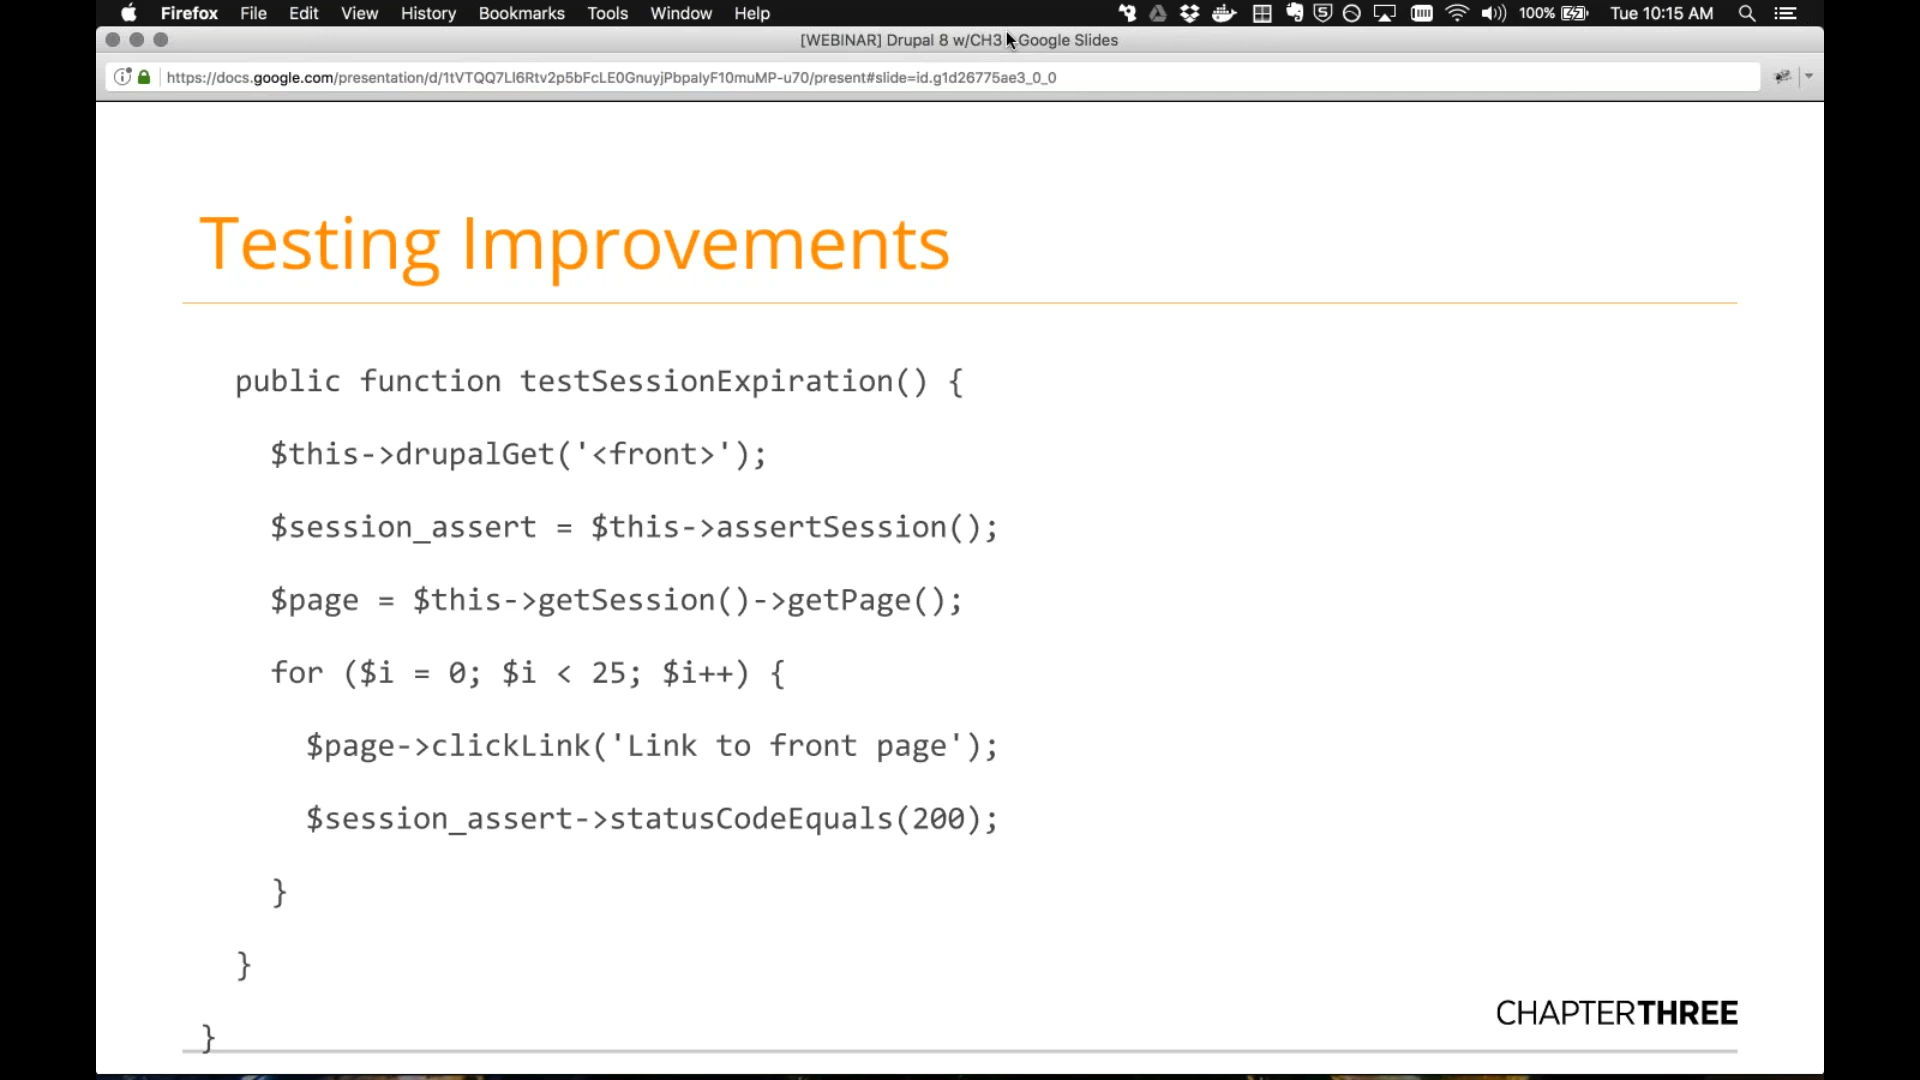 Firefox File Edit View History Bookmarks Tools Window Help 100% Tue 10:15 AM
[WEBINAR] Drupal 8 w/CH3 - Google Slides
https://docs.google.com/presentation/d/1tVTQQ7Ll6Rtv2p5bFcLE0GnuyjPbpalyF10muMP-u70/present#slide=id.g1d26775ae3_0_0
Testing Improvements
public function testSessionExpiration() {
$this->drupalGet('<front>');
$session_assert = $this->assertSession();
$page = $this->getSession()->getPage();
for ($i = 0; $i < 25; $i++) {
$page->clickLink('Link to front page');
$session_assert->statusCodeEquals(200);
}
}
}
CHAPTERTHREE